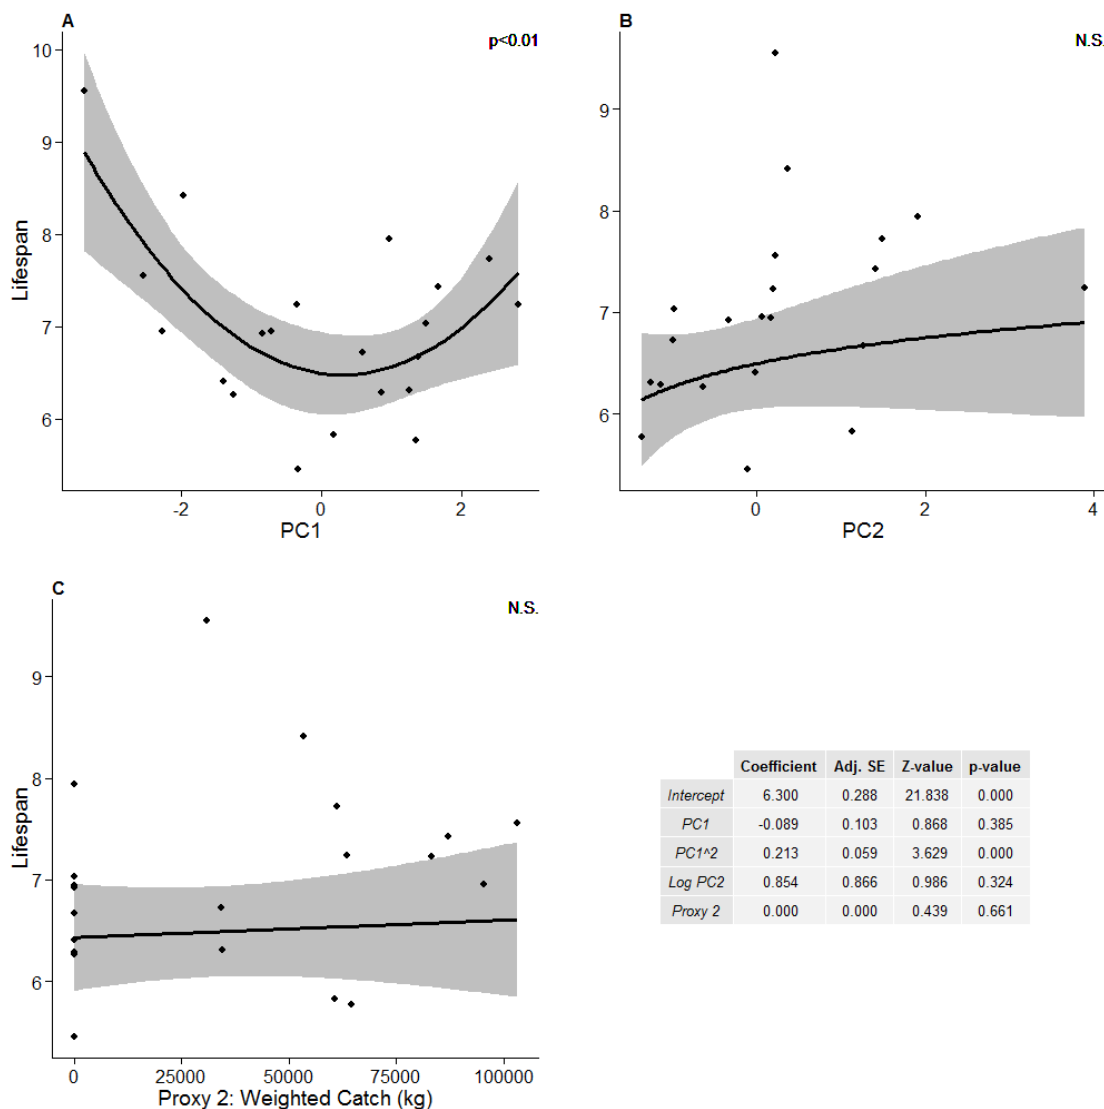 A
p<0.01
10
9
8
7
6
Lifespan
-2
0
2
PC1
B
N.S.
9
8
7
6
0
2
4
PC2
C
N.S.
9
8
7
6
Lifespan
0
25000
50000
75000
100000
Proxy 2: Weighted Catch (kg)
Coefficient Adj. SE Z-value p-value
Intercept 6.300 0.288 21.838 0.000
PC1 -0.089 0.103 0.868 0.385
PC1^2 0.213 0.059 3.629 0.000
Log PC2 0.854 0.866 0.986 0.324
Proxy 2 0.000 0.000 0.439 0.661